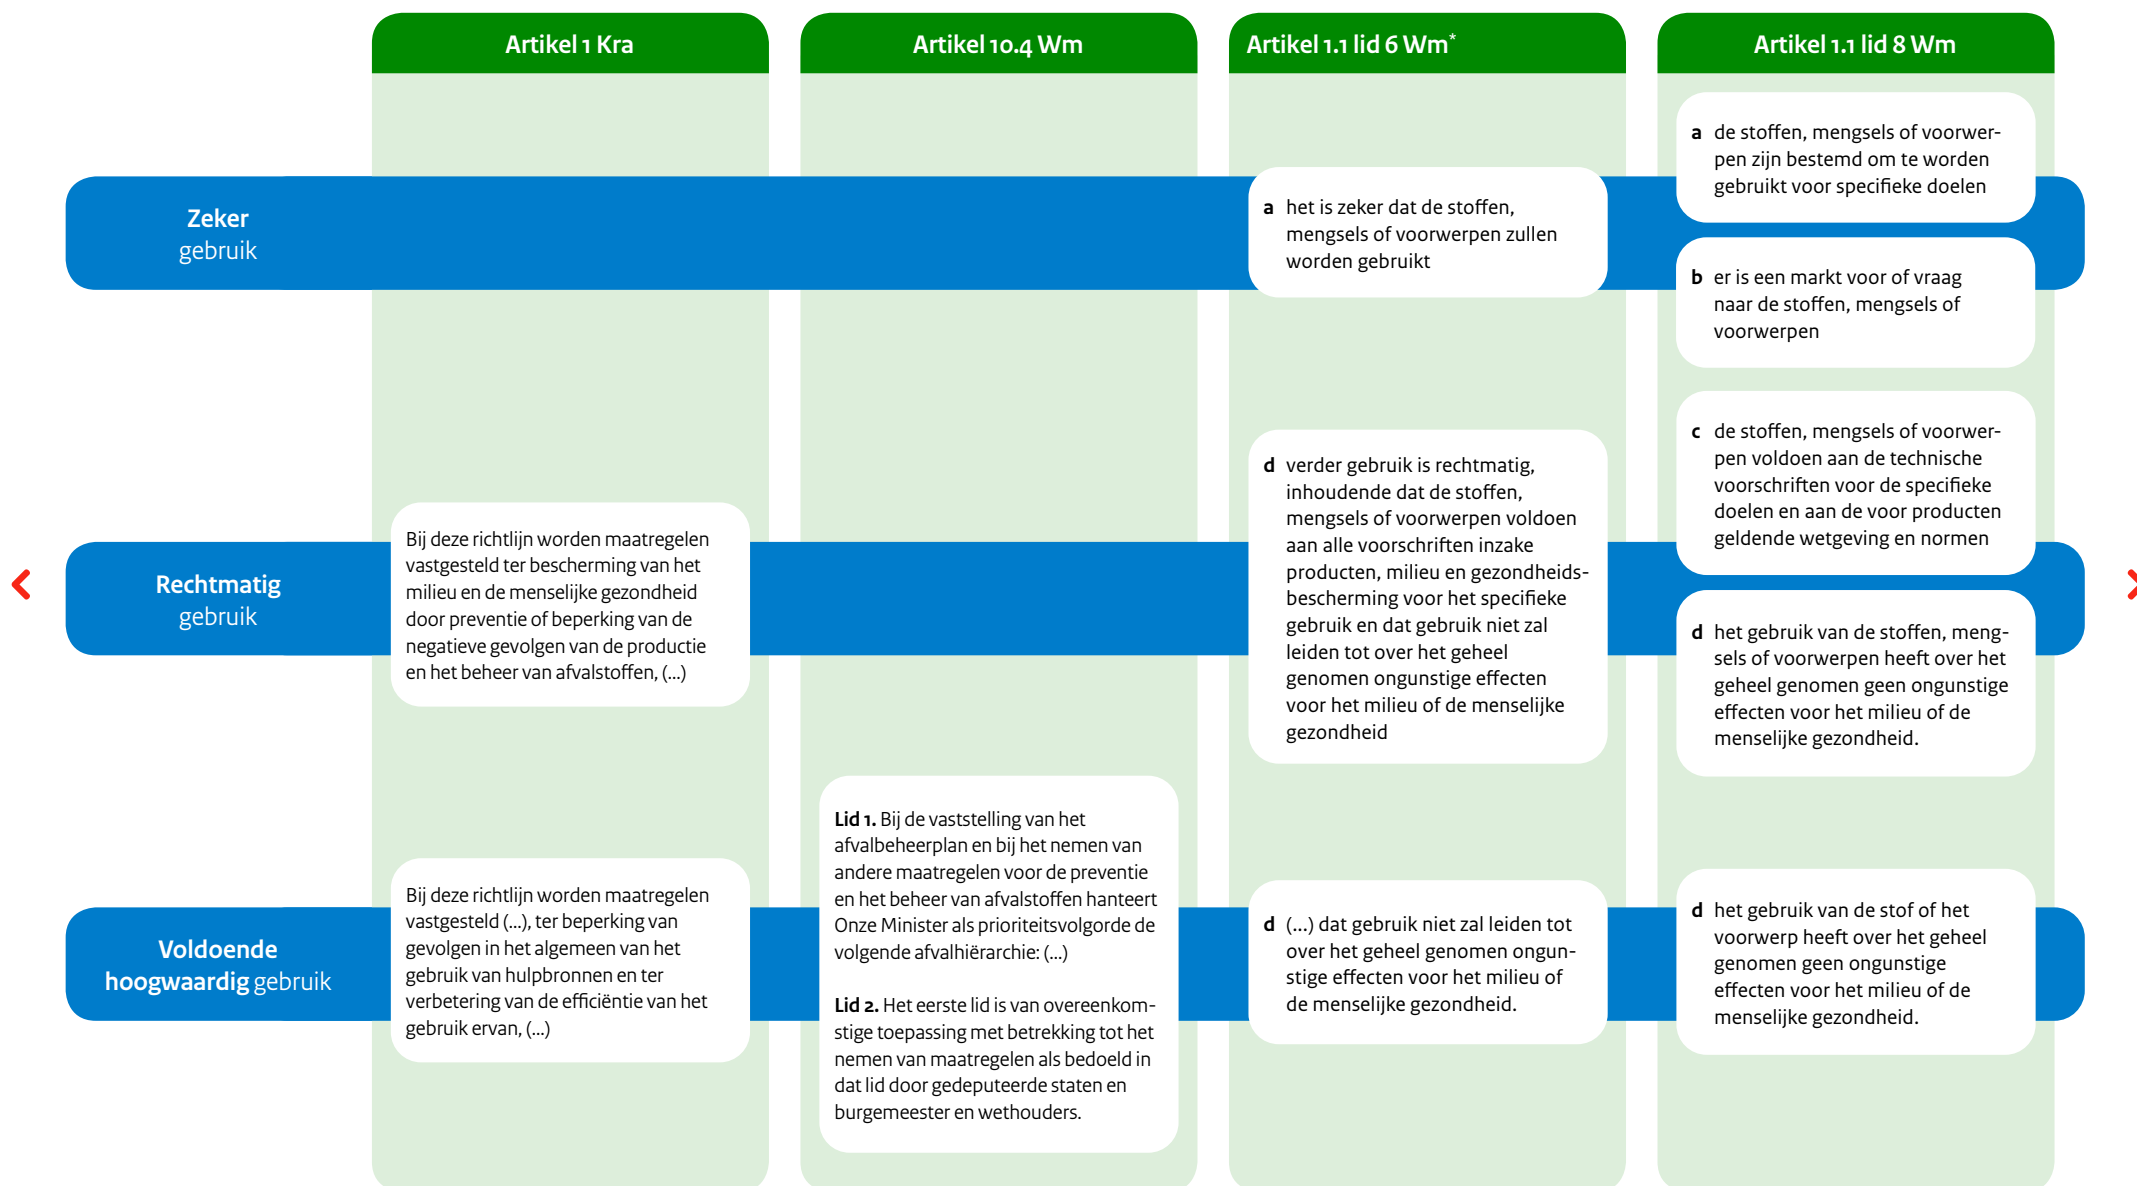 Artikel 1 Kra
Artikel 10.4 Wm
Artikel 1.1 lid 6 Wm*
Artikel 1.1 lid 8 Wm
Zeker
gebruik
a het is zeker dat de stoffen,
mengsels of voorwerpen zullen
worden gebruikt
a de stoffen, mengsels of voorwer-
pen zijn bestemd om te worden
gebruikt voor specifieke doelen
b er is een markt voor of vraag
naar de stoffen, mengsels of
voorwerpen
Rechtmatig
gebruik
Bij deze richtlijn worden maatregelen
vastgesteld ter bescherming van het
milieu en de menselijke gezondheid
door preventie of beperking van de
negatieve gevolgen van de productie
en het beheer van afvalstoffen, (...)
d verder gebruik is rechtmatig,
inhoudende dat de stoffen,
mengsels of voorwerpen voldoen
aan alle voorschriften inzake
producten, milieu en gezondheids-
bescherming voor het specifieke
gebruik en dat gebruik niet zal
leiden tot over het geheel
genomen ongunstige effecten
voor het milieu of de menselijke
gezondheid
c de stoffen, mengsels of voorwer-
pen voldoen aan de technische
voorschriften voor de specifieke
doelen en aan de voor producten
geldende wetgeving en normen
d het gebruik van de stoffen, meng-
sels of voorwerpen heeft over het
geheel genomen geen ongunstige
effecten voor het milieu of de
menselijke gezondheid.
Voldoende
hoogwaardig gebruik
Bij deze richtlijn worden maatregelen
vastgesteld (...), ter beperking van
gevolgen in het algemeen van het
gebruik van hulpbronnen en ter
verbetering van de efficiëntie van het
gebruik ervan, (...)
Lid 1. Bij de vaststelling van het
afvalbeheerplan en bij het nemen van
andere maatregelen voor de preventie
en het beheer van afvalstoffen hanteert
Onze Minister als prioriteitsvolgorde de
volgende afvalhiërarchie: (...)
Lid 2. Het eerste lid is van overeenkom-
stige toepassing met betrekking tot het
nemen van maatregelen als bedoeld in
dat lid door gedeputeerde staten en
burgemeester en wethouders.
d (...) dat gebruik niet zal leiden tot
over het geheel genomen ongun-
stige effecten voor het milieu of
de menselijke gezondheid.
d het gebruik van de stof of het
voorwerp heeft over het geheel
genomen geen ongunstige
effecten voor het milieu of de
menselijke gezondheid.